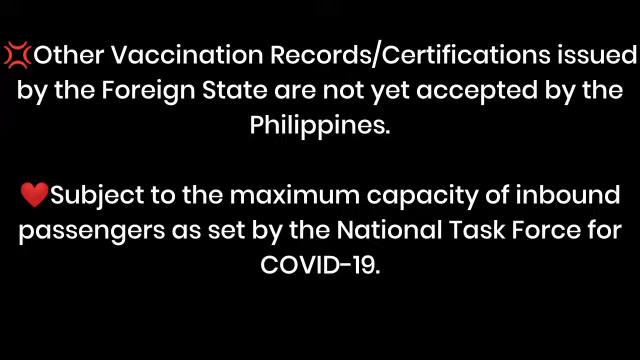 💢Other Vaccination Records/Certifications issued
by the Foreign State are not yet accepted by the
Philippines.
❤️Subject to the maximum capacity of inbound
passengers as set by the National Task Force for
COVID-19.